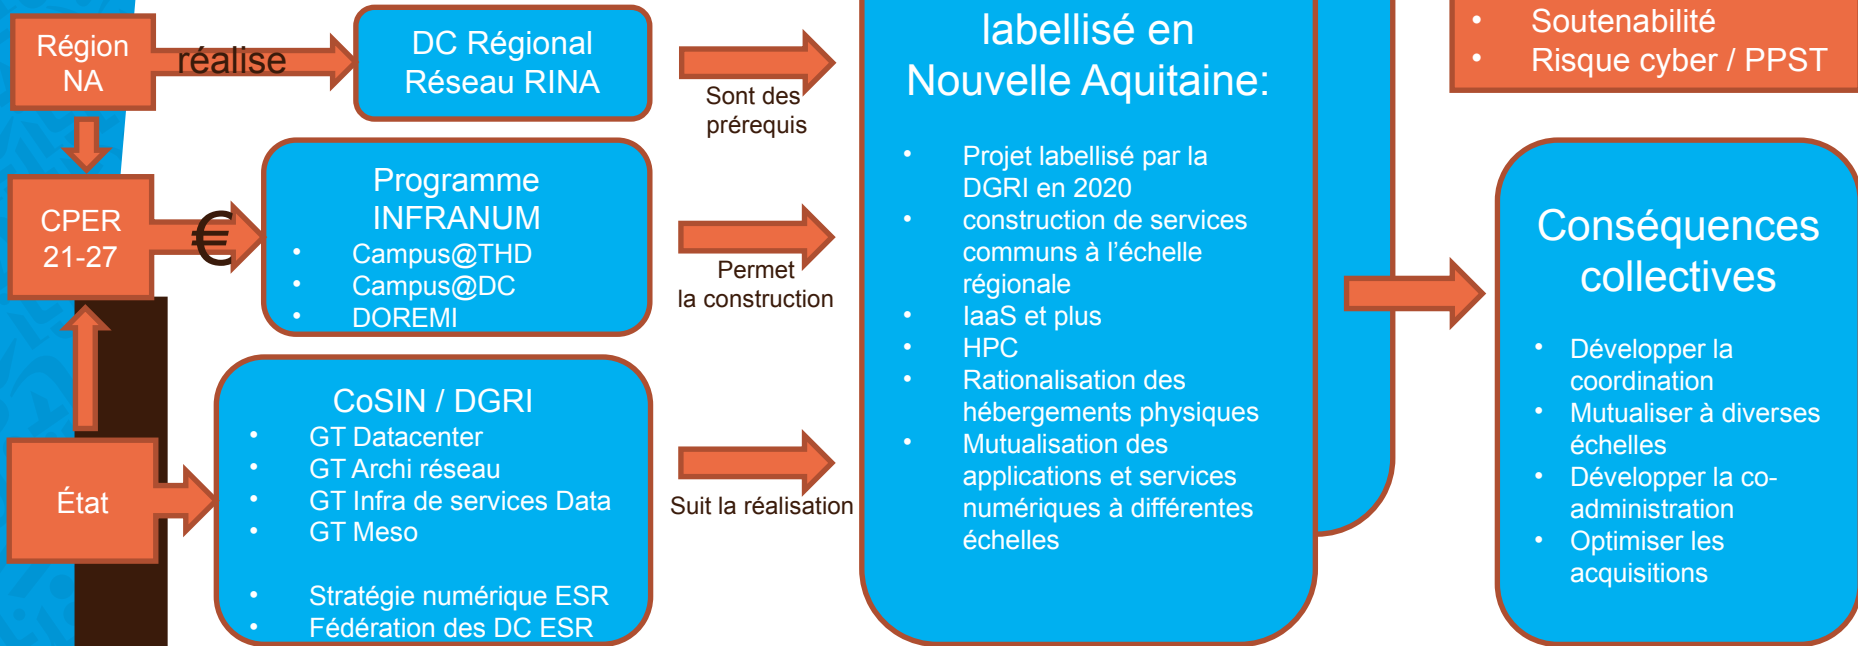 Région
NA
réalise
DC Régional
Réseau RINA
Sont des
prérequis
CPER
21-27
€
Programme
INFRANUM
• Campus@THD
• Campus@DC
• DOREMI
Permet
la construction
État
CoSIN / DGRI
• GT Datacenter
• GT Archi réseau
• GT Infra de services Data
• GT Meso
• Stratégie numérique ESR
• Fédération des DC ESR
Suit la réalisation
labellisé en
Nouvelle Aquitaine:
• Projet labellisé par la
DGRI en 2020
• construction de services
communs à l'échelle
régionale
• IaaS et plus
• HPC
• Rationalisation des
hébergements physiques
• Mutualisation des
applications et services
numériques à différentes
échelles
• Soutenabilité
• Risque cyber / PPST
Conséquences
collectives
• Développer la
coordination
• Mutualiser à diverses
échelles
• Développer la co-
administration
• Optimiser les
acquisitions